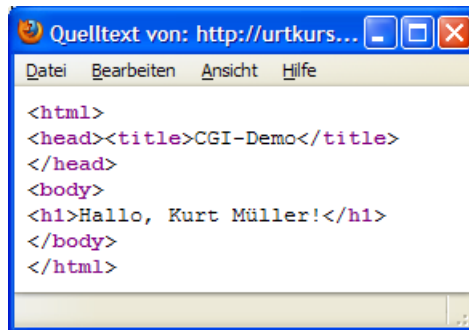 Quelltext von: http://urtkurs...
Datei Bearbeiten Ansicht Hilfe
<html>
<head><title>CGI-Demo</title>
</head>
<body>
<h1>Hallo, Kurt Müller!</h1>
</body>
</html>